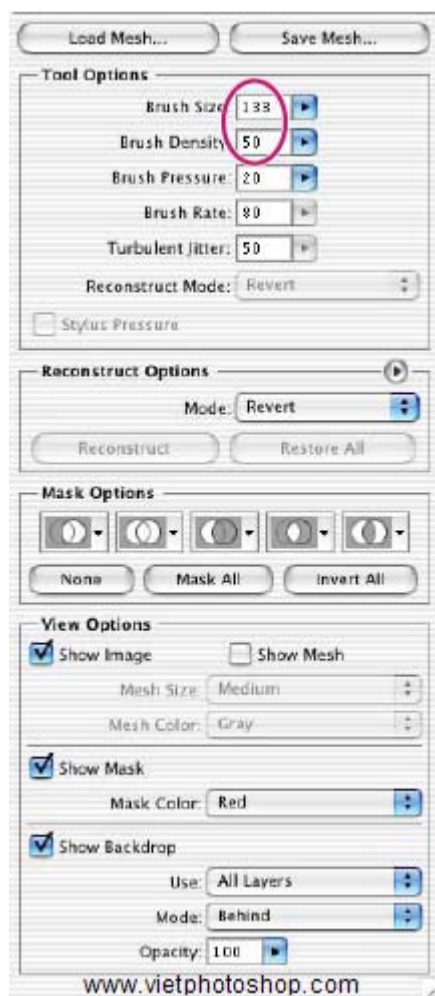 Load Mesh... Save Mesh...
Tool Options
Brush Size: 133
Brush Density: 50
Brush Pressure: 20
Brush Rate: 80
Turbulent Jitter: 50
Reconstruct Mode: Revert
Stylus Pressure
Reconstruct Options
Mode: Revert
Reconstruct Restore All
Mask Options
None Mask All Invert All
View Options
Show Image Show Mesh
Mesh Size: Medium
Mesh Color: Gray
Show Mask
Mask Color: Red
Show Backdrop
Use: All Layers
Mode: Behind
Opacity: 100
www.vietphotoshop.com